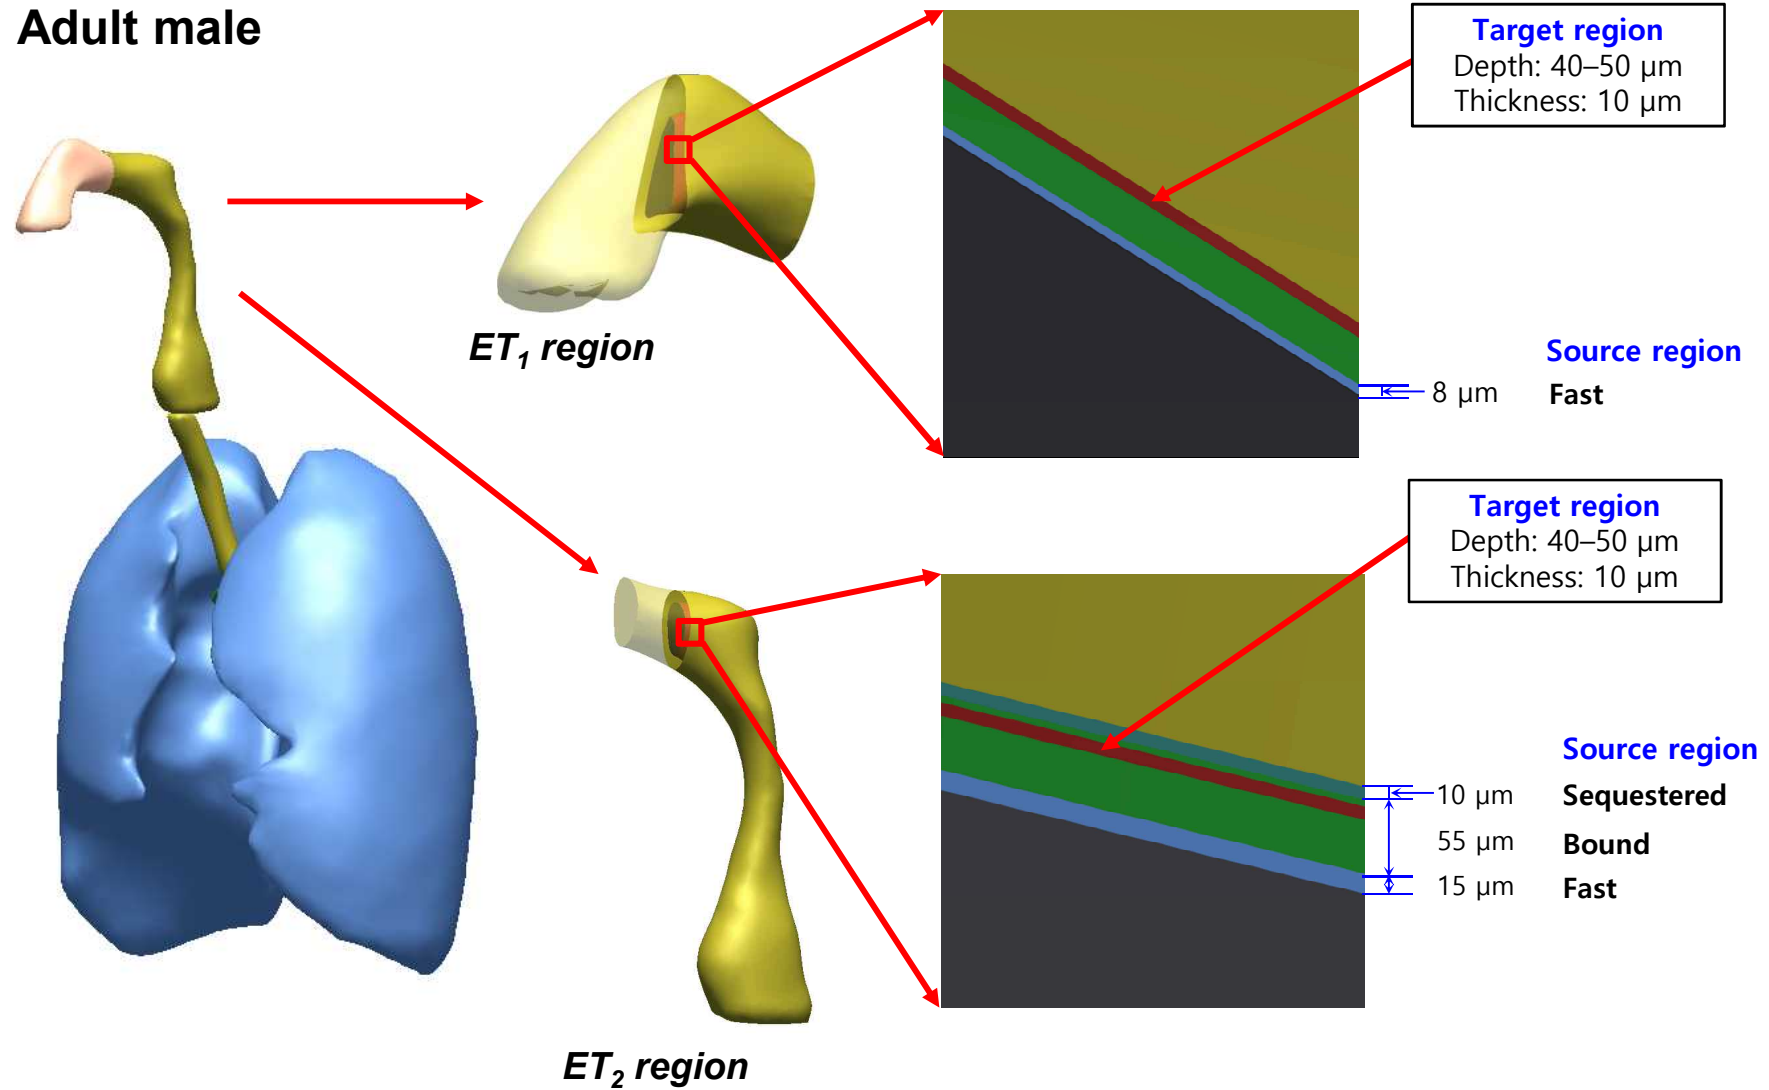 Adult male
Target region
Depth: 40–50 µm
Thickness: 10 µm
ET1 region
Source region
8 µm Fast
Target region
Depth: 40–50 µm
Thickness: 10 µm
Source region
10 µm Sequestered
55 µm Bound
15 µm Fast
ET2 region